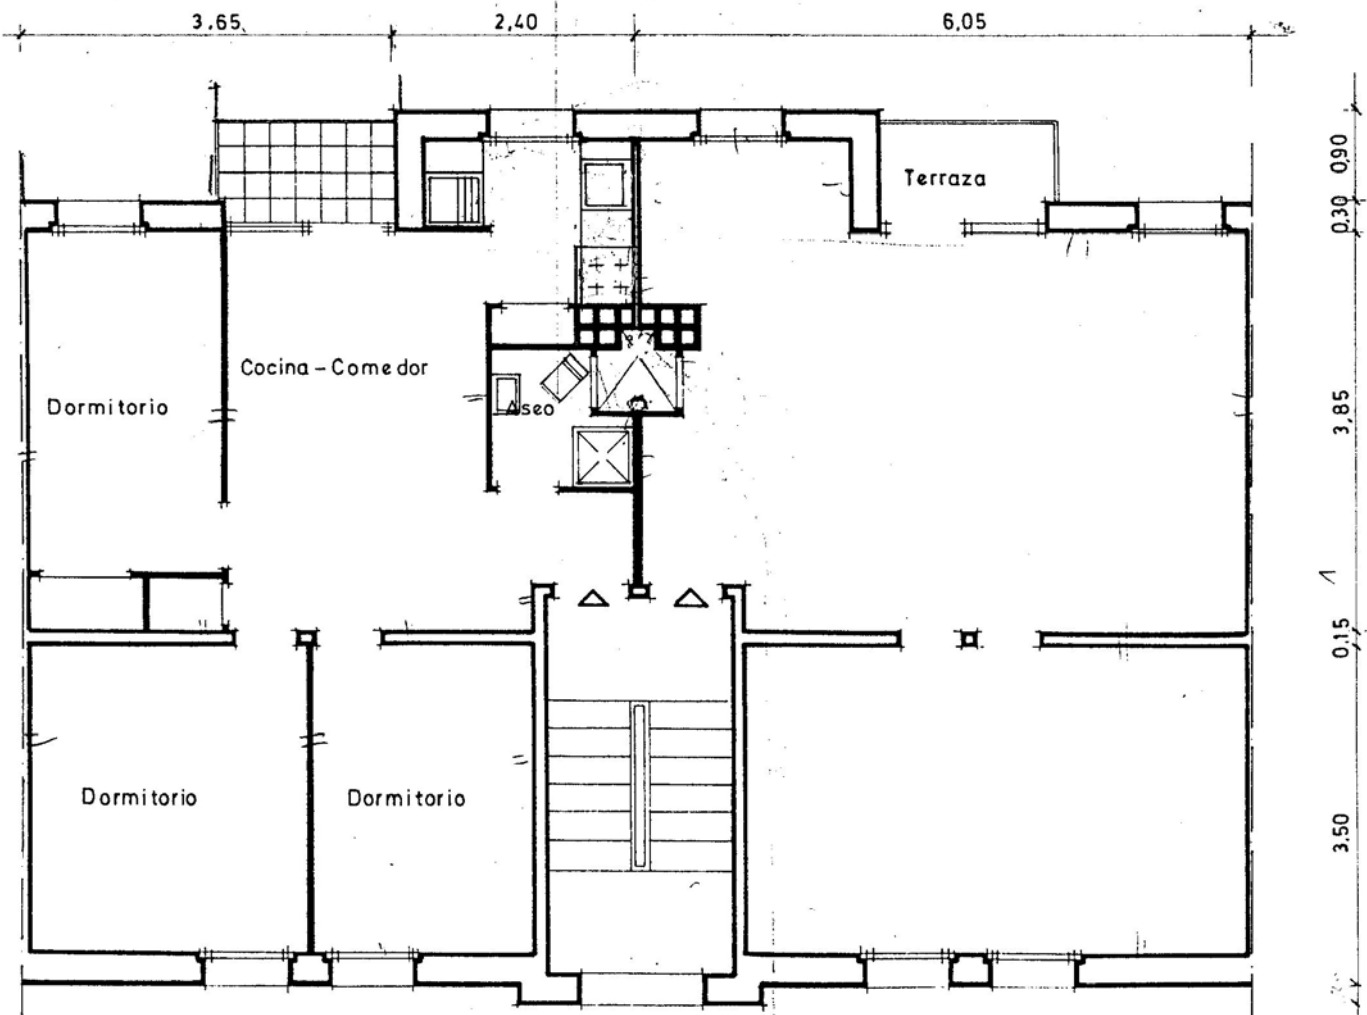 3.65 2,40 6,05
0,90
Terraza
0,30
Cocina-Comedor
Dormitorio
Aseo
3,85
0,15
Dormitorio
Dormitorio
3,50